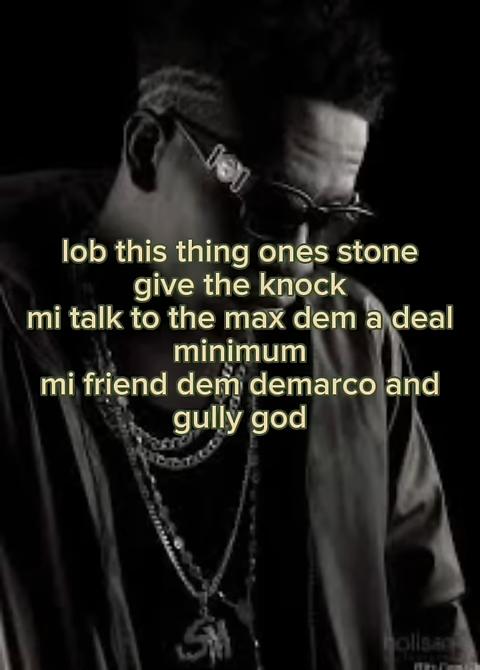 lob this thing ones stone
give the knock
mi talk to the max dem a deal
minimum
mi friend dem demarco and
gully god